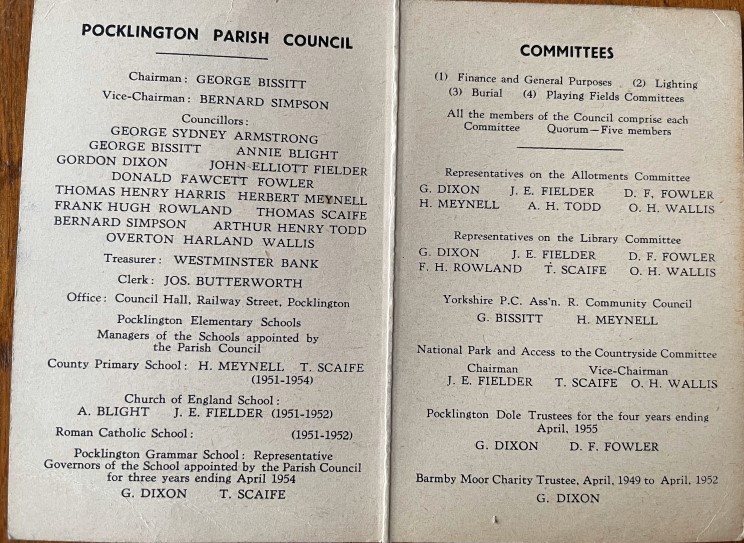 POCKLINGTON PARISH COUNCIL
Chairman: GEORGE BISSITT
Vice-Chairman: BERNARD SIMPSON
Councillors:
GEORGE SYDNEY ARMSTRONG
GEORGE BISSITT ANNIE BLIGHT
GORDON DIXON JOHN ELLIOTT FIELDER
DONALD FAWCETT FOWLER
THOMAS HENRY HARRIS HERBERT MEYNELL
FRANK HUGH ROWLAND THOMAS SCAIFE
BERNARD SIMPSON ARTHUR HENRY TODD
OVERTON HARLAND WALLIS
Treasurer: WESTMINSTER BANK
Clerk: JOS. BUTTERWORTH
Office: Council Hall, Railway Street, Pocklington
Pocklington Elementary Schools
Managers of the Schools appointed by
the Parish Council
County Primary School: H. MEYNELL T. SCAIFE
(1951-1954)
Church of England School:
A. BLIGHT J. E. FIELDER (1951-1952)
Roman Catholic School: (1951-1952)
Pocklington Grammar School: Representative
Governors of the School appointed by the Parish Council
for three years ending April 1954
G. DIXON T. SCAIFE
COMMITTEES
(1) Finance and General Purposes (2) Lighting
(3) Burial (4) Playing Fields Committees
All the members of the Council comprise each
Committee Quorum—Five members
Representatives on the Allotments Committee
G. DIXON J. E. FIELDER D. F. FOWLER
H. MEYNELL A. H. TODD O. H. WALLIS
Representatives on the Library Committee
G. DIXON J. E. FIELDER D. F. FOWLER
F. H. ROWLAND T. SCAIFE O. H. WALLIS
Yorkshire P.C. Ass'n. R. Community Council
G. BISSITT H. MEYNELL
National Park and Access to the Countryside Committee
Chairman Vice-Chairman
J. E. FIELDER T. SCAIFE O. H. WALLIS
Pocklington Dole Trustees for the four years ending
April, 1955
G. DIXON D. F. FOWLER
Barmby Moor Charity Trustee, April, 1949 to April, 1952
G. DIXON